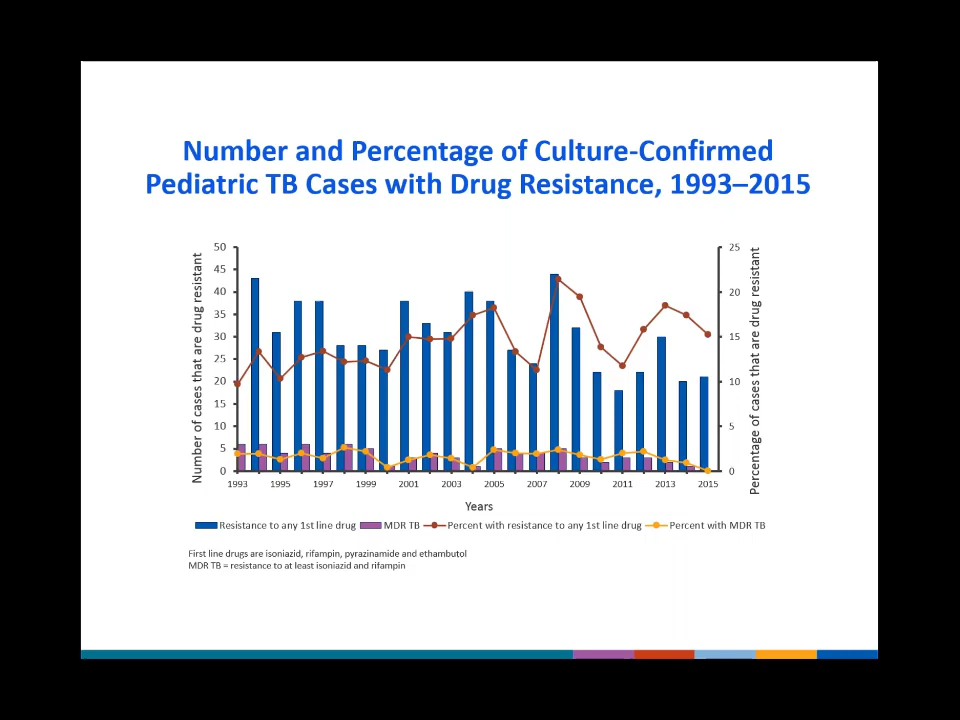 Number and Percentage of Culture-Confirmed
Pediatric TB Cases with Drug Resistance, 1993–2015
Number of cases that are drug resistant
50
45
40
35
30
25
20
15
10
5
0
25
20
15
10
5
0
Percentage of cases that are drug resistant
1993 1995 1997 1999 2001 2003 2005 2007 2009 2011 2013 2015
Years
Resistance to any 1st line drug MDR TB Percent with resistance to any 1st line drug Percent with MDR TB
First line drugs are isoniazid, rifampin, pyrazinamide and ethambutol
MDR TB = resistance to at least isoniazid and rifampin